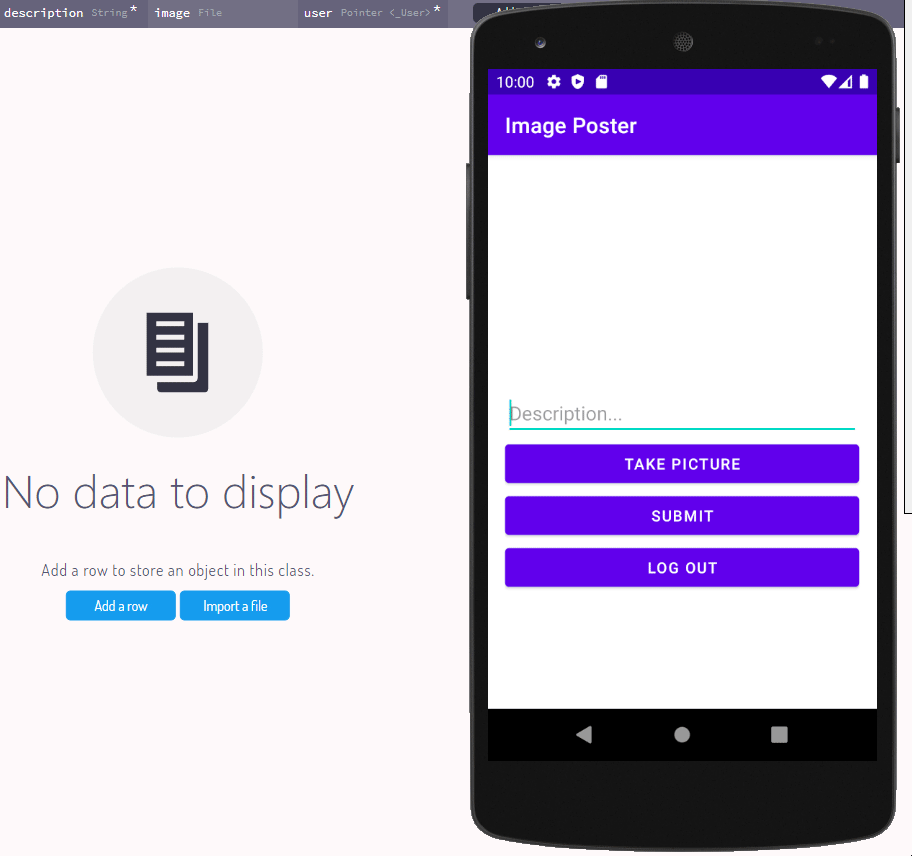 description String * image File user Pointer <_User> *
No data to display
Add a row to store an object in this class.
Add a row Import a file
10:00
Image Poster
Description...
TAKE PICTURE
SUBMIT
LOG OUT